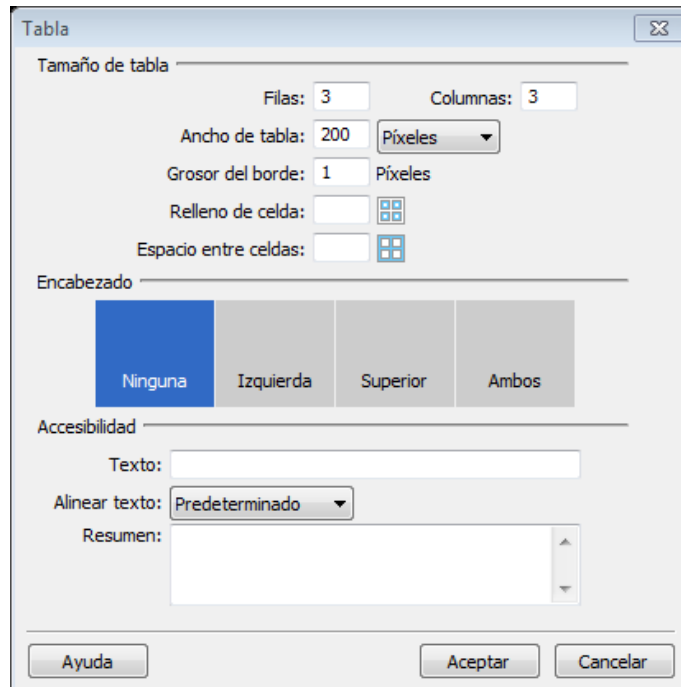 Tabla
Tamaño de tabla
Filas: 3 Columnas: 3
Ancho de tabla: 200 Píxeles
Grosor del borde: 1 Píxeles
Relleno de celda:
Espacio entre celdas:
Encabezado
Ninguna Izquierda Superior Ambos
Accesibilidad
Texto:
Alinear texto: Predeterminado
Resumen:
Ayuda Aceptar Cancelar